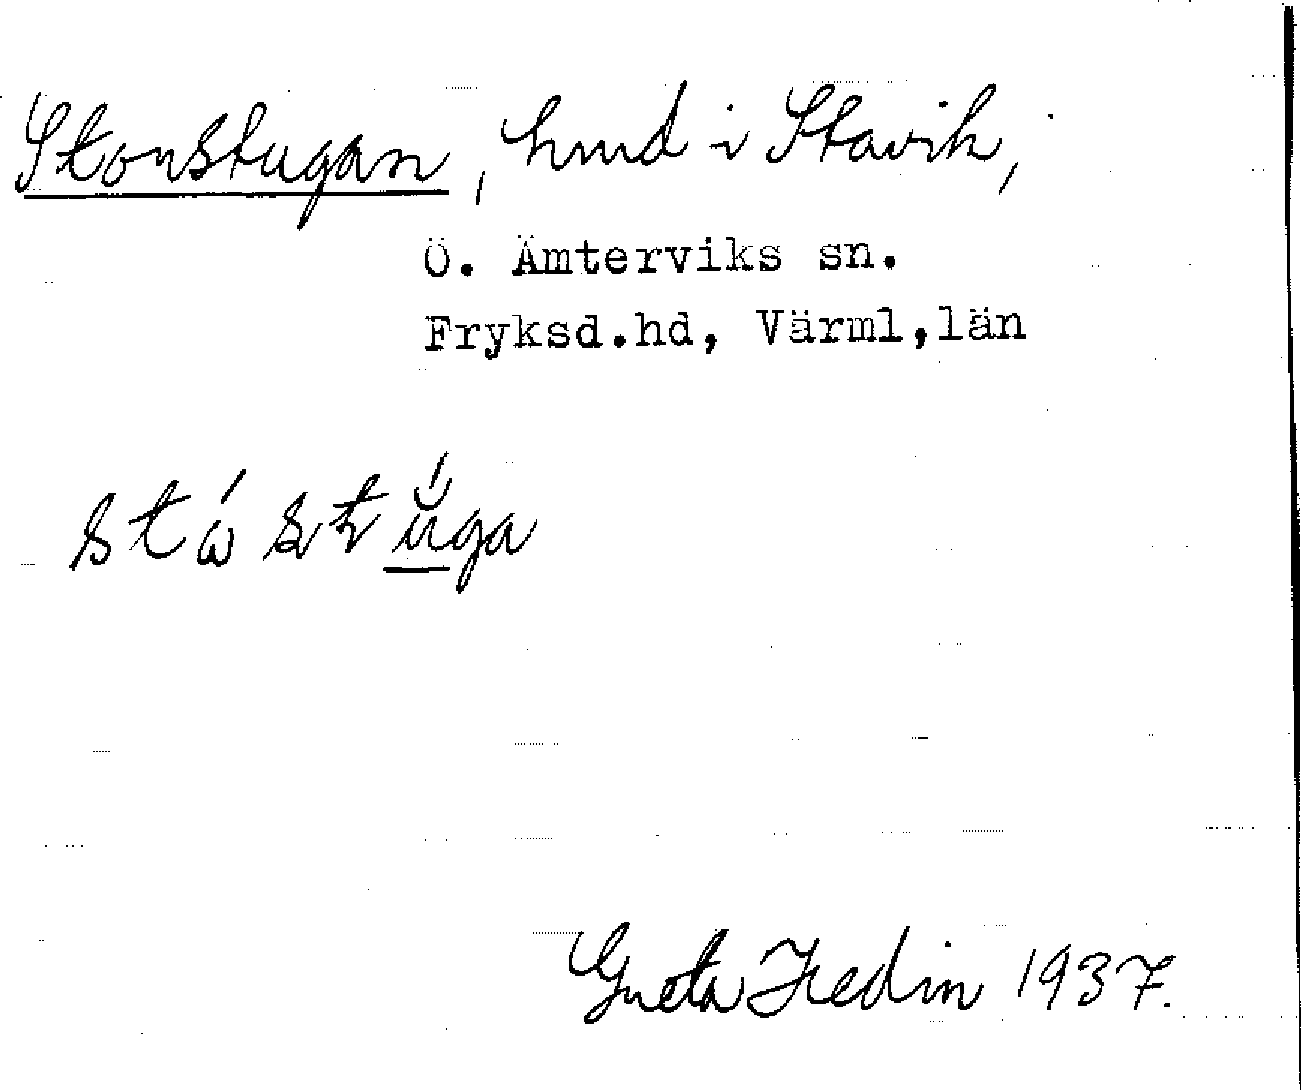 Storstugan, hmd i Stavik,
Ö. Ämterviks sn.
Fryksd.hd, Värml,län
Greta Hedin 1937.